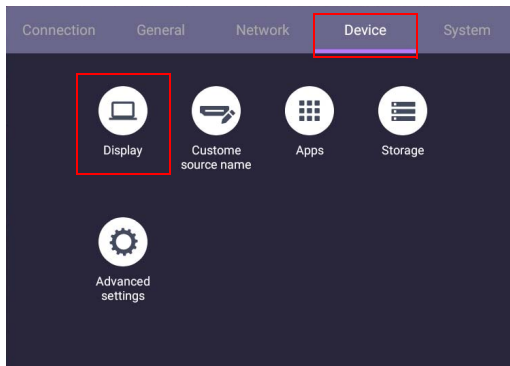 Connection General Network Device System
Display Custome source name Apps Storage
Advanced settings